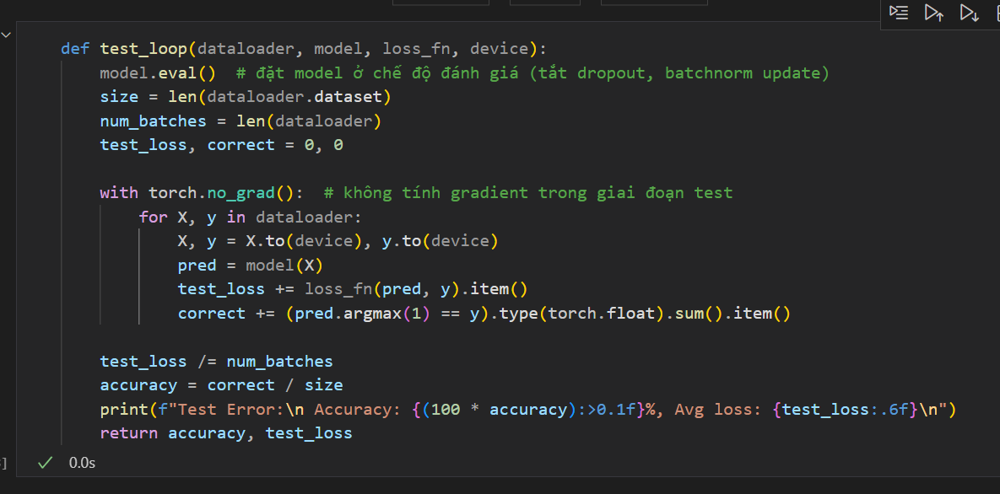 def test_loop(dataloader, model, loss_fn, device):
    model.eval()  # đặt model ở chế độ đánh giá (tắt dropout, batchnorm update)
    size = len(dataloader.dataset)
    num_batches = len(dataloader)
    test_loss, correct = 0, 0

    with torch.no_grad():  # không tính gradient trong giai đoạn test
        for X, y in dataloader:
            X, y = X.to(device), y.to(device)
            pred = model(X)
            test_loss += loss_fn(pred, y).item()
            correct += (pred.argmax(1) == y).type(torch.float).sum().item()

    test_loss /= num_batches
    accuracy = correct / size
    print(f"Test Error:\n Accuracy: {(100 * accuracy):>0.1f}%, Avg loss: {test_loss:.6f}\n")
    return accuracy, test_loss
] ✓ 0.0s